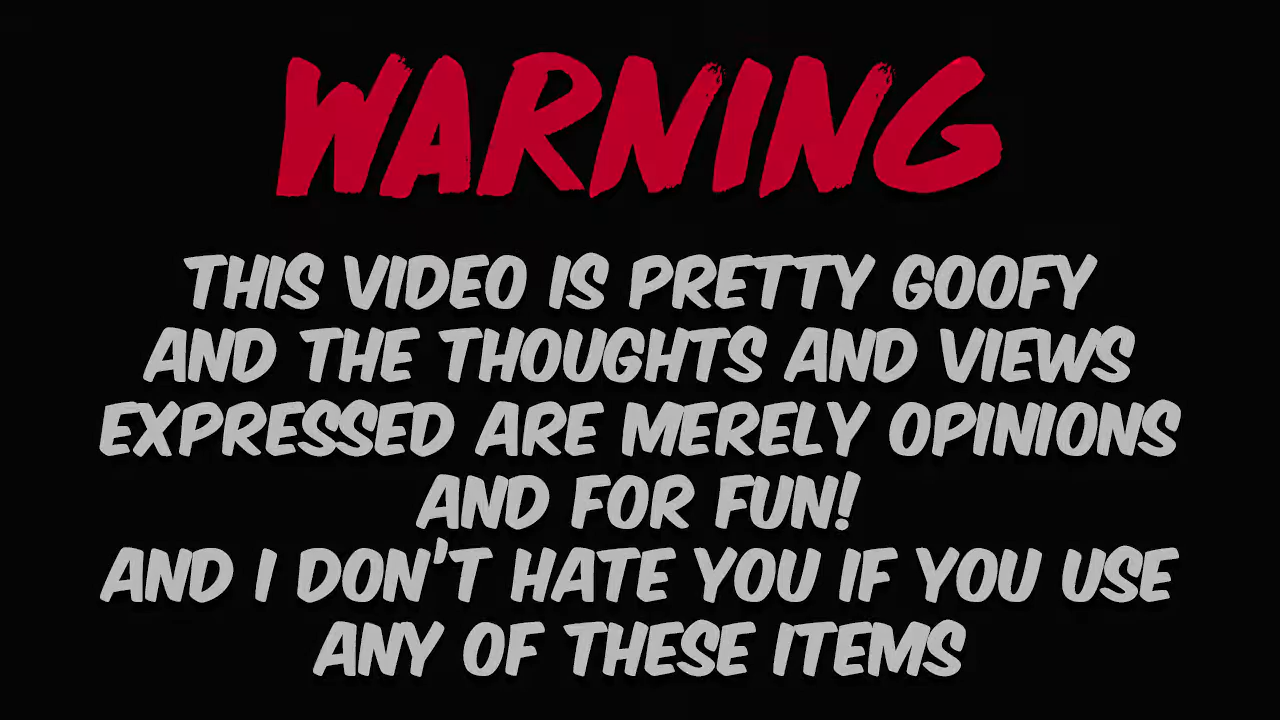 WARNING
THIS VIDEO IS PRETTY GOOFY
AND THE THOUGHTS AND VIEWS
EXPRESSED ARE MERELY OPINIONS
AND FOR FUN!
AND I DON'T HATE YOU IF YOU USE
ANY OF THESE ITEMS